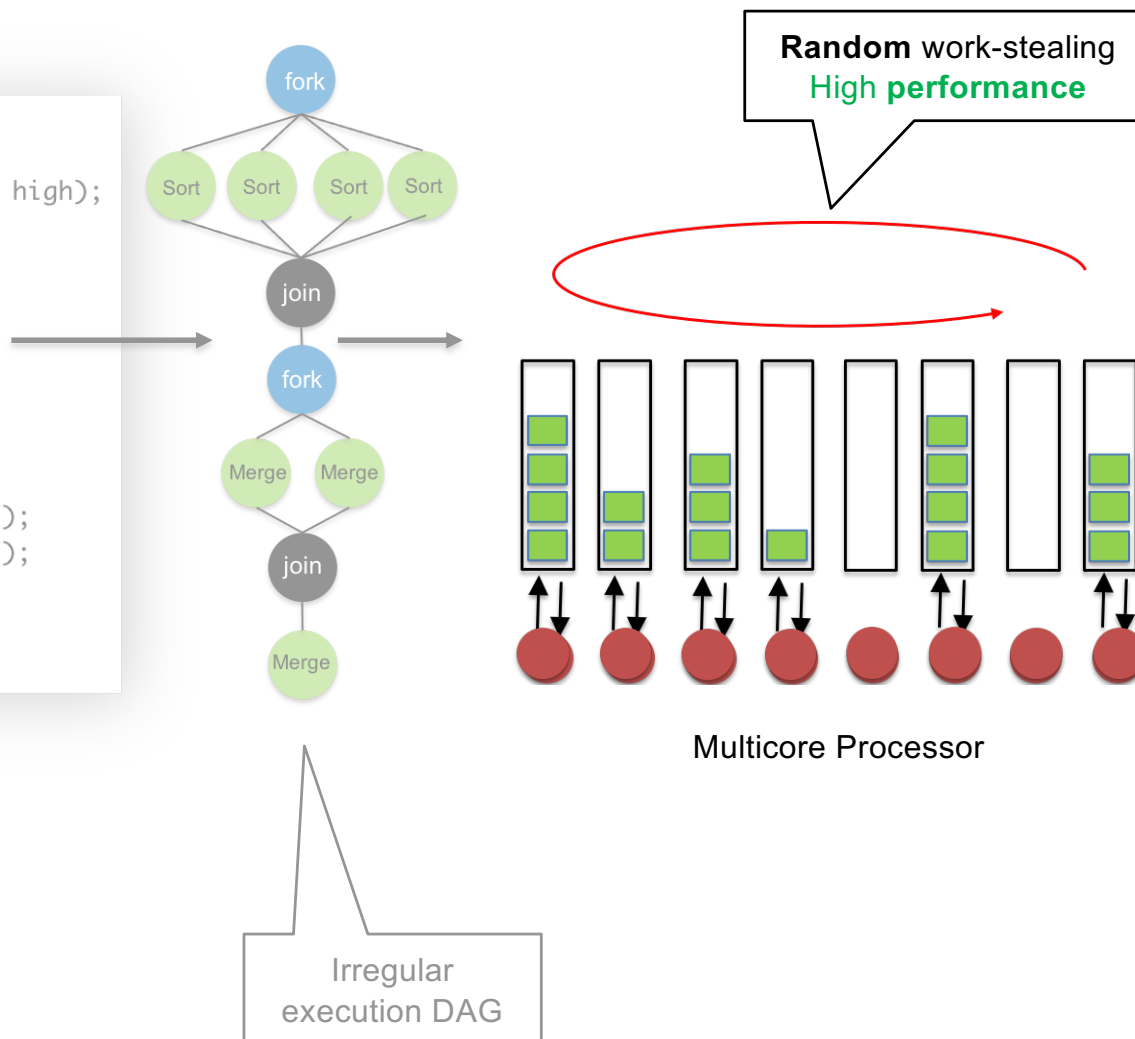 Random work-stealing
High performance
fork
high);
Sort Sort Sort Sort
join
fork
Merge Merge
);
);
join
Merge
Multicore Processor
Irregular
execution DAG